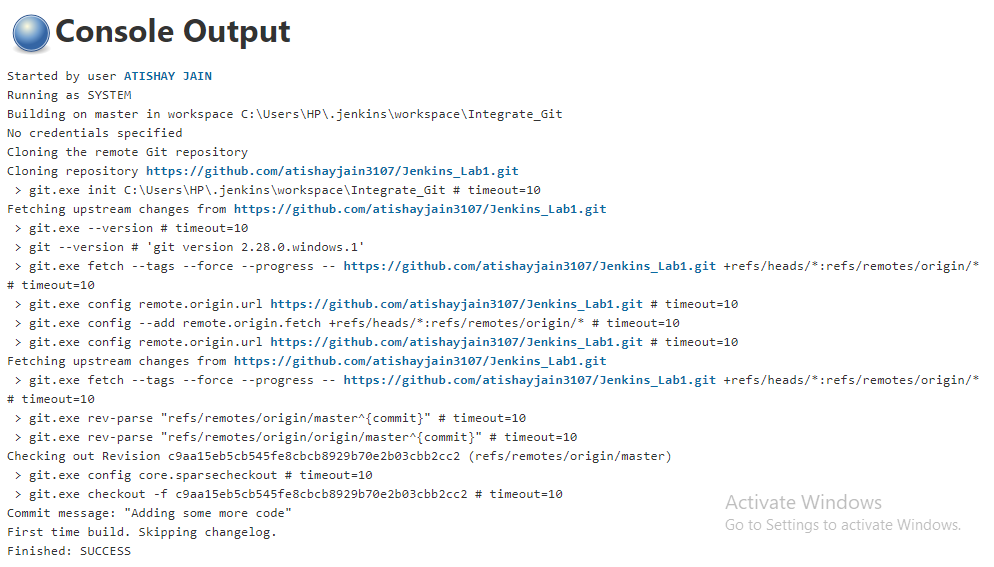 Console Output
Started by user ATISHAY JAIN
Running as SYSTEM
Building on master in workspace C:\Users\HP\.jenkins\workspace\Integrate_Git
No credentials specified
Cloning the remote Git repository
Cloning repository https://github.com/atishayjain3107/Jenkins_Lab1.git
 > git.exe init C:\Users\HP\.jenkins\workspace\Integrate_Git # timeout=10
Fetching upstream changes from https://github.com/atishayjain3107/Jenkins_Lab1.git
 > git.exe --version # timeout=10
 > git --version # 'git version 2.28.0.windows.1'
 > git.exe fetch --tags --force --progress -- https://github.com/atishayjain3107/Jenkins_Lab1.git +refs/heads/*:refs/remotes/origin/*
# timeout=10
 > git.exe config remote.origin.url https://github.com/atishayjain3107/Jenkins_Lab1.git # timeout=10
 > git.exe config --add remote.origin.fetch +refs/heads/*:refs/remotes/origin/* # timeout=10
 > git.exe config remote.origin.url https://github.com/atishayjain3107/Jenkins_Lab1.git # timeout=10
Fetching upstream changes from https://github.com/atishayjain3107/Jenkins_Lab1.git
 > git.exe fetch --tags --force --progress -- https://github.com/atishayjain3107/Jenkins_Lab1.git +refs/heads/*:refs/remotes/origin/*
# timeout=10
 > git.exe rev-parse "refs/remotes/origin/master^{commit}" # timeout=10
 > git.exe rev-parse "refs/remotes/origin/origin/master^{commit}" # timeout=10
Checking out Revision c9aa15eb5cb545fe8cbcb8929b70e2b03cbb2cc2 (refs/remotes/origin/master)
 > git.exe config core.sparsecheckout # timeout=10
 > git.exe checkout -f c9aa15eb5cb545fe8cbcb8929b70e2b03cbb2cc2 # timeout=10
Commit message: "Adding some more code"
First time build. Skipping changelog.
Finished: SUCCESS
Activate Windows
Go to Settings to activate Windows.